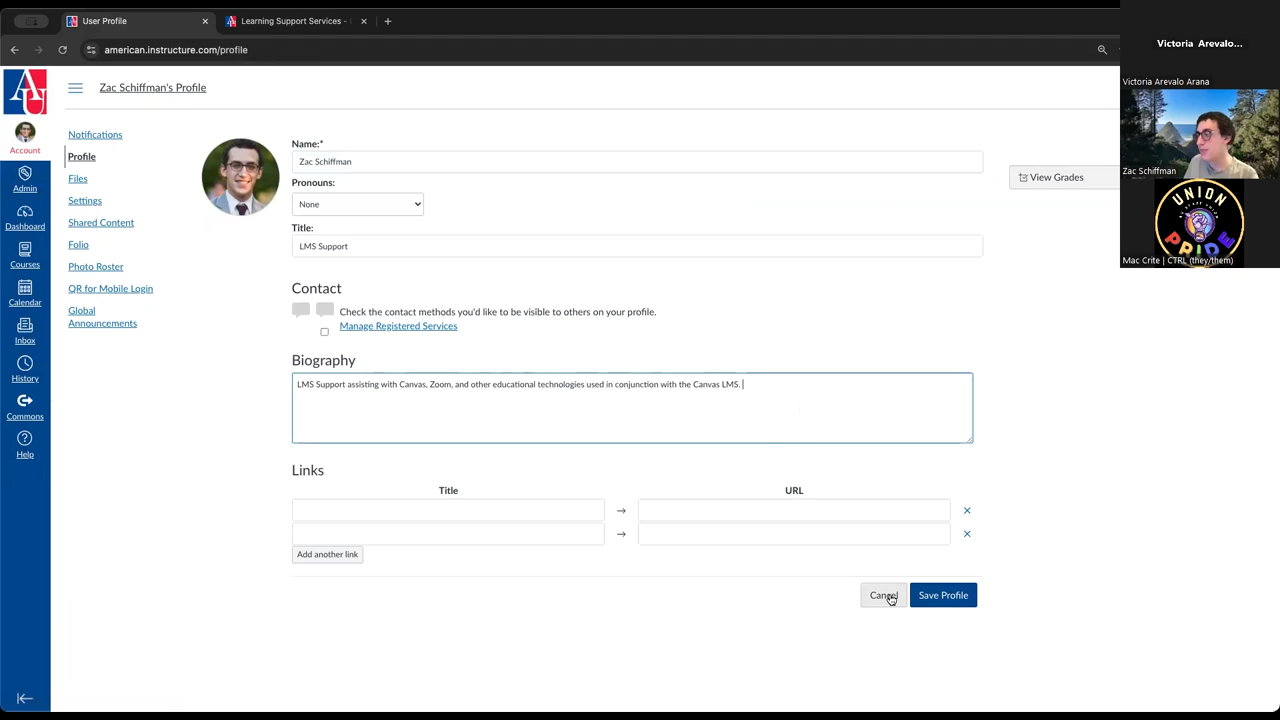 User Profile
Learning Support Services -
american.instructure.com/profile
Victoria Arevalo...
Victoria Arevalo Arana
Zac Schiffman
UNION
STAFF UNION
PRIDE
Mac Crite | CTRL (they/them)
AU
Account
Admin
Dashboard
Courses
Calendar
Inbox
History
Commons
Help
Zac Schiffman's Profile
Notifications
Profile
Files
Settings
Shared Content
Folio
Photo Roster
QR for Mobile Login
Global
Announcements
Name:*
Zac Schiffman
Pronouns:
None
Title:
LMS Support
View Grades
Contact
Check the contact methods you'd like to be visible to others on your profile.
Manage Registered Services
Biography
LMS Support assisting with Canvas, Zoom, and other educational technologies used in conjunction with the Canvas LMS.
Links
Title URL
→ ×
→ ×
Add another link
Cancel Save Profile